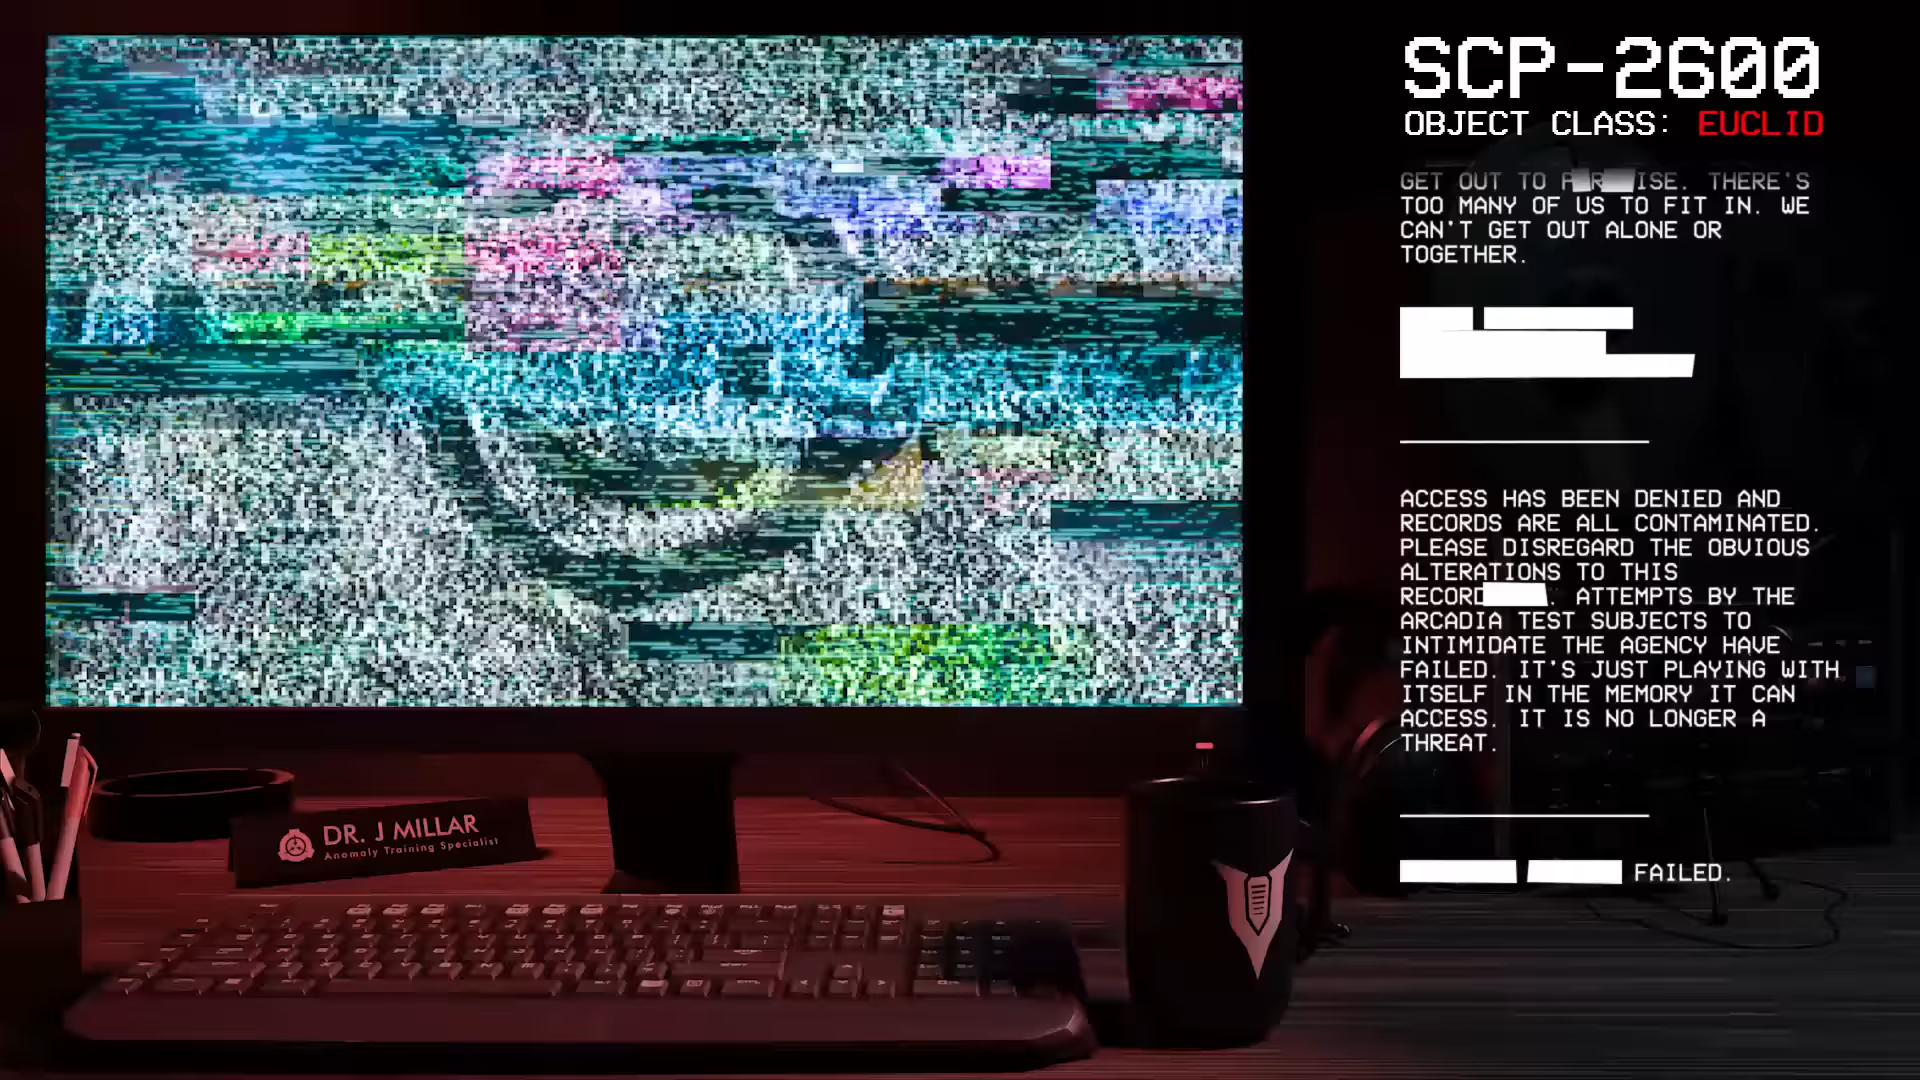 SCP-2600
OBJECT CLASS: EUCLID
GET OUT TO ISE. THERE'S
TOO MANY OF US TO FIT IN. WE
CAN'T GET OUT ALONE OR
TOGETHER.
ACCESS HAS BEEN DENIED AND
RECORDS ARE ALL CONTAMINATED.
PLEASE DISREGARD THE OBVIOUS
ALTERATIONS TO THIS
RECORD . ATTEMPTS BY THE
ARCADIA TEST SUBJECTS TO
INTIMIDATE THE AGENCY HAVE
FAILED. IT'S JUST PLAYING WITH
ITSELF IN THE MEMORY IT CAN
ACCESS. IT IS NO LONGER A
THREAT.
FAILED.
DR. J MILLAR
Anomaly Training Specialist